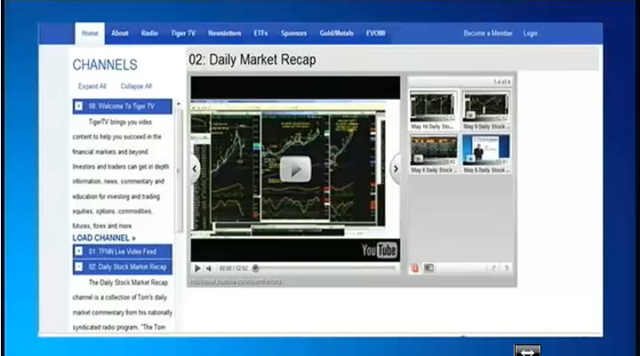 Home About Radio Tiger TV Newsletters ETFs Sponsors Gold/Metals EVOMI Become a Member Login
CHANNELS
Expand All Collapse All
00: Welcome To Tiger TV
TigerTV brings you video
content to help you succeed in the
financial markets and beyond.
Investors and traders can get in depth
information, news, commentary and
education for investing and trading
equities, options, commodities,
futures, forex and more
LOAD CHANNEL »
01: TFNN Live Video Feed
02: Daily Stock Market Recap
The Daily Stock Market Recap
channel is a collection of Tom's daily
market commentary from his nationally
syndicated radio program, "The Tom
02: Daily Market Recap
YouTube
00:00 / 12:52
1-4 of 4
May 10 Daily Sto...
May 9 Daily Stock ...
May 6 Daily Stock ...